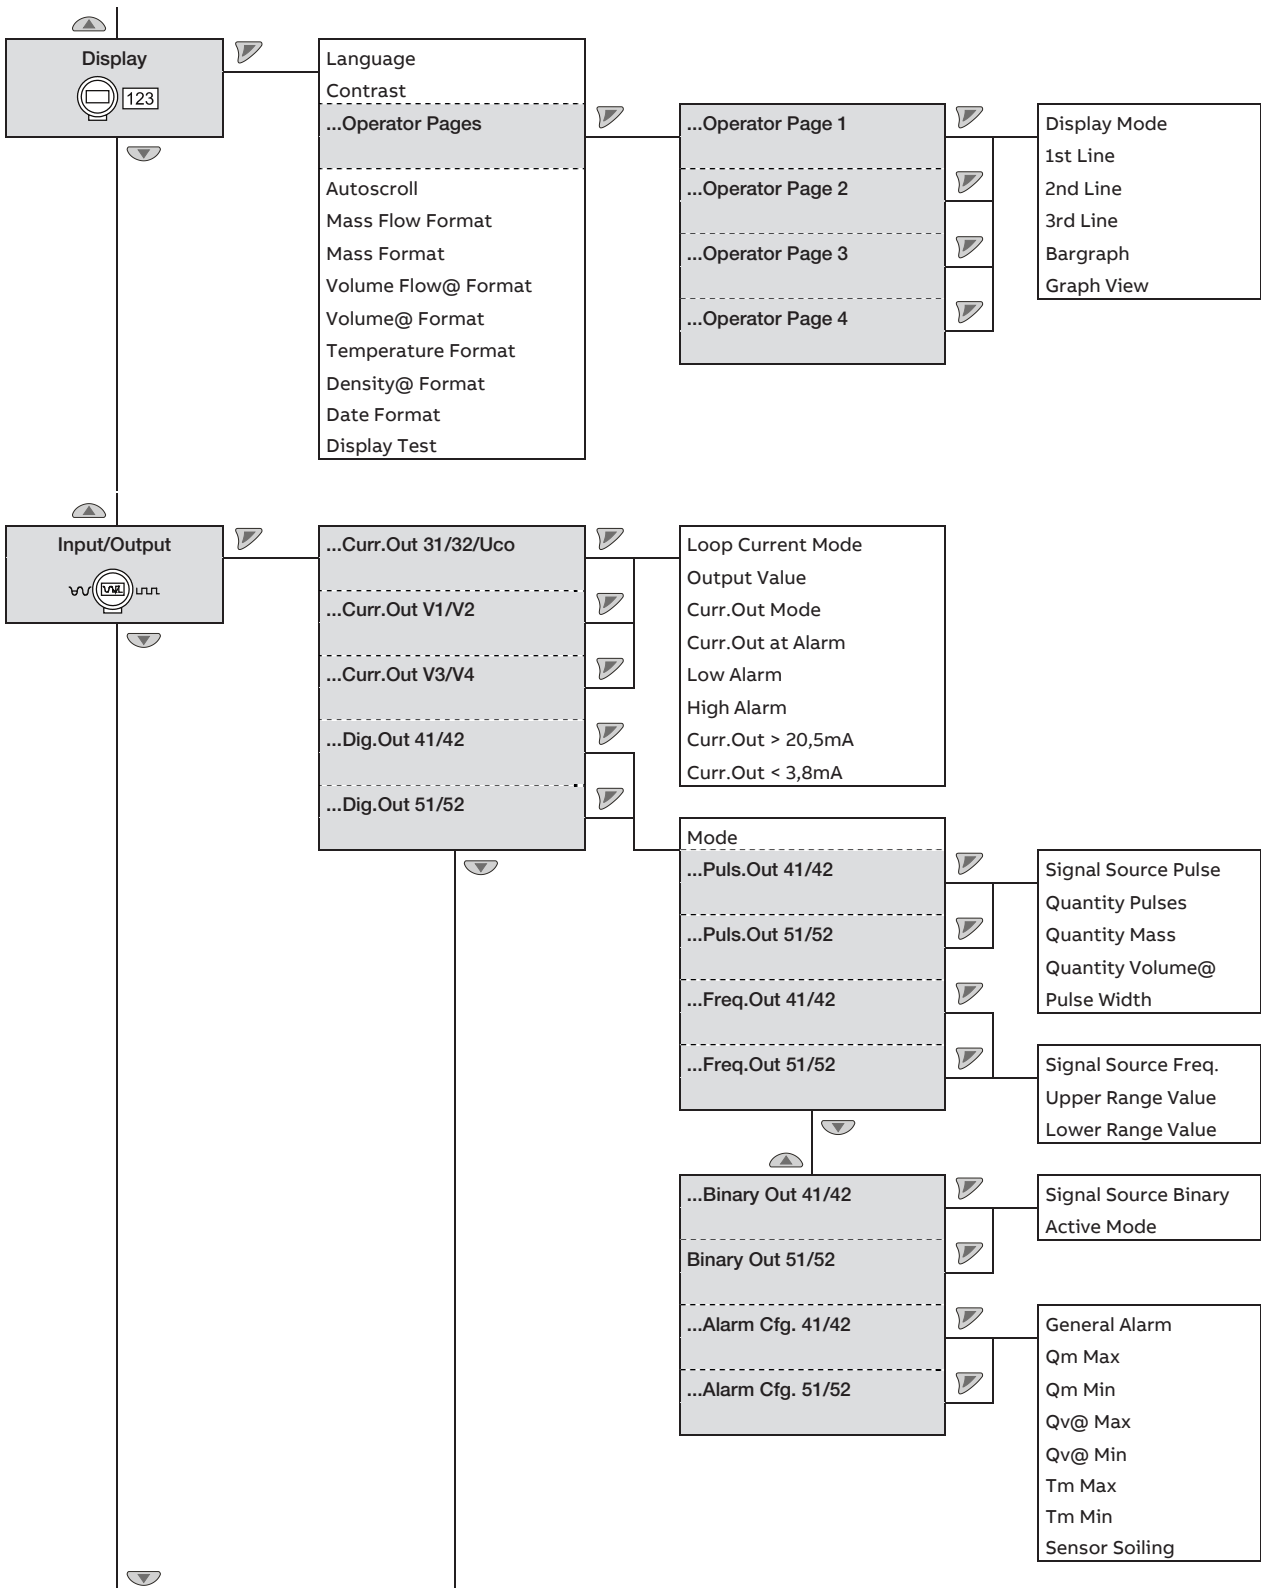 Display
123
Language
Contrast
...Operator Pages
Autoscroll
Mass Flow Format
Mass Format
Volume Flow@ Format
Volume@ Format
Temperature Format
Density@ Format
Date Format
Display Test
...Operator Page 1
...Operator Page 2
...Operator Page 3
...Operator Page 4
Display Mode
1st Line
2nd Line
3rd Line
Bargraph
Graph View
Input/Output
...Curr.Out 31/32/Uco
...Curr.Out V1/V2
...Curr.Out V3/V4
...Dig.Out 41/42
...Dig.Out 51/52
Loop Current Mode
Output Value
Curr.Out Mode
Curr.Out at Alarm
Low Alarm
High Alarm
Curr.Out > 20,5mA
Curr.Out < 3,8mA
Mode
...Puls.Out 41/42
...Puls.Out 51/52
...Freq.Out 41/42
...Freq.Out 51/52
Signal Source Pulse
Quantity Pulses
Quantity Mass
Quantity Volume@
Pulse Width
Signal Source Freq.
Upper Range Value
Lower Range Value
...Binary Out 41/42
Binary Out 51/52
...Alarm Cfg. 41/42
...Alarm Cfg. 51/52
Signal Source Binary
Active Mode
General Alarm
Qm Max
Qm Min
Qv@ Max
Qv@ Min
Tm Max
Tm Min
Sensor Soiling